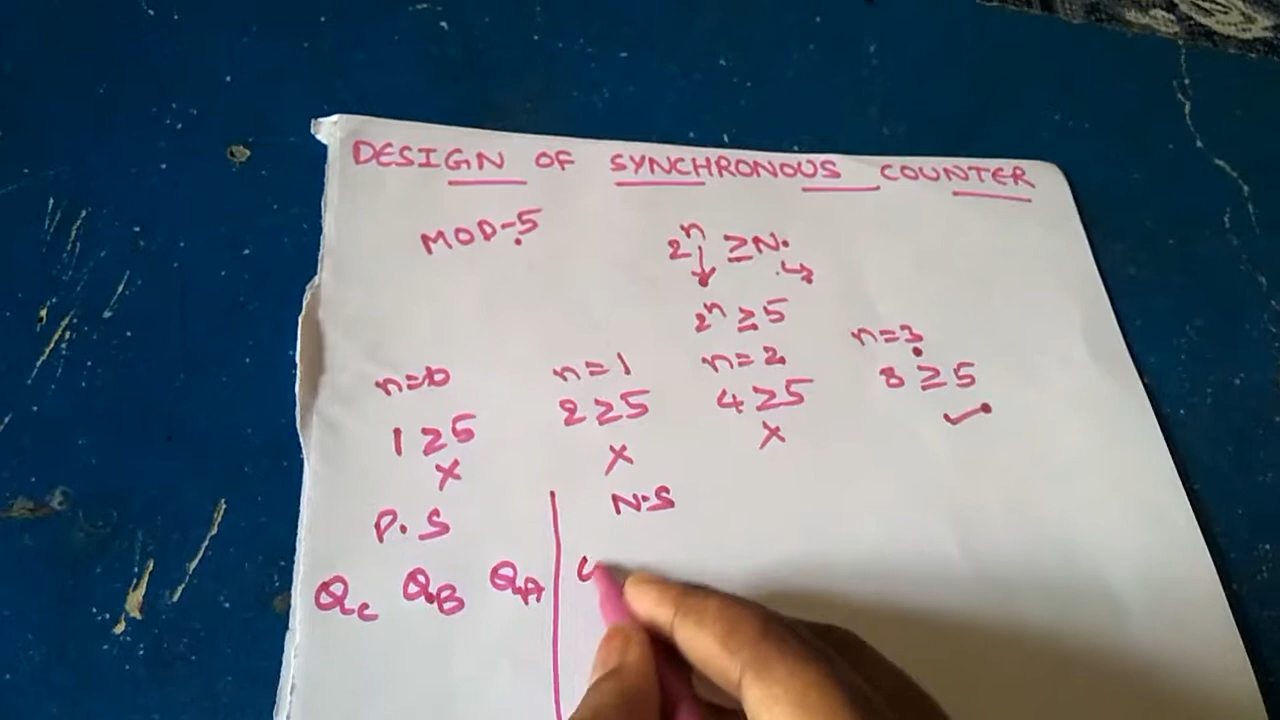 DESIGN OF SYNCHRONOUS COUNTER
MOD-5
2ⁿ ≥N.
2ⁿ ≥5
n=0 n=1 n=2 n=3
1≥5 2≥5 4≥5 8≥5
x x x ✓
P.S N.S
QC QB QA